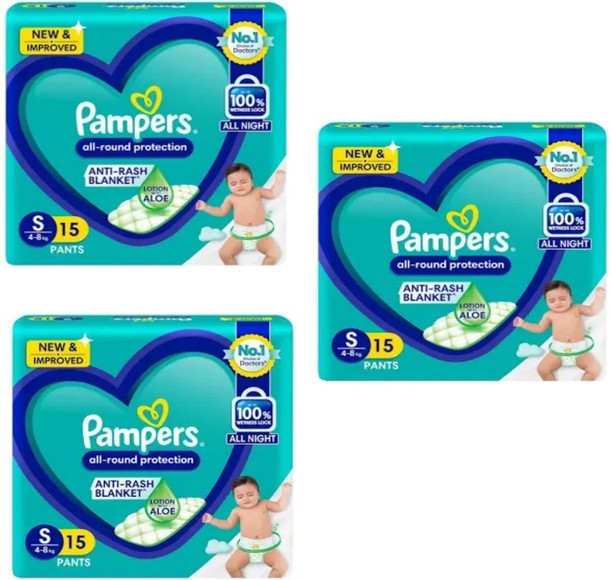 NEW &
IMPROVED
No.1
Choice of
Doctors*
100%
WETNESS LOCK
ALL NIGHT
Pampers
all-round protection
ANTI-RASH
BLANKET^
LOTION
ALOE
S
4-8kg
15
PANTS
NEW &
IMPROVED
No.1
Choice of
Doctors*
100%
WETNESS LOCK
ALL NIGHT
Pampers
all-round protection
ANTI-RASH
BLANKET^
LOTION
ALOE
S
4-8kg
15
PANTS
NEW &
IMPROVED
No.1
Choice of
Doctors*
100%
WETNESS LOCK
ALL NIGHT
Pampers
all-round protection
ANTI-RASH
BLANKET^
LOTION
ALOE
S
4-8kg
15
PANTS